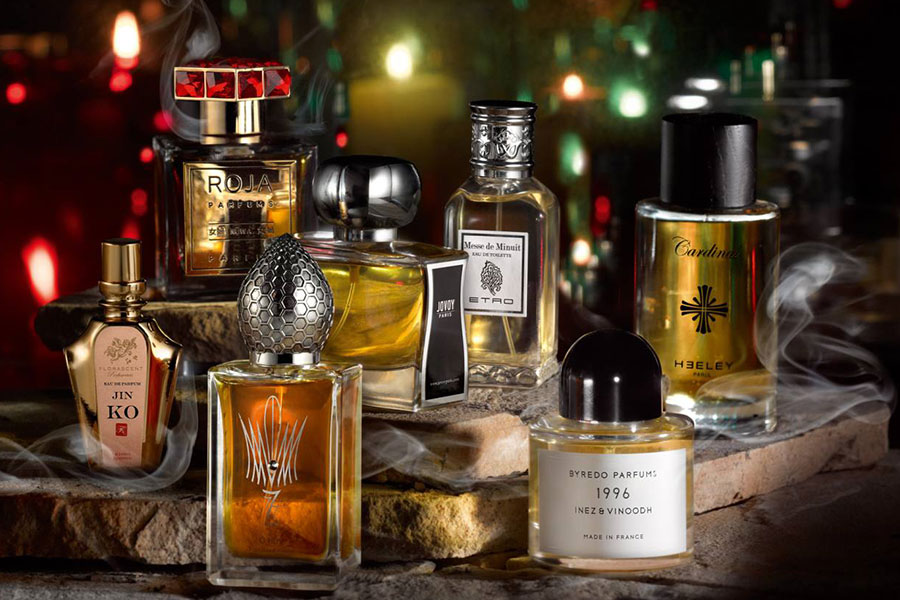 ROJA
PARFUMS
PARIS
FLORASCENT
EAU DE PARFUM
JIN
KO
JOVOY
PARIS
Messe de Minuit
EAU DE TOILETTE
ETRO
Cardinal
HEELEY
PARIS
BYREDO PARFUMS
1996
INEZ & VINOODH
MADE IN FRANCE